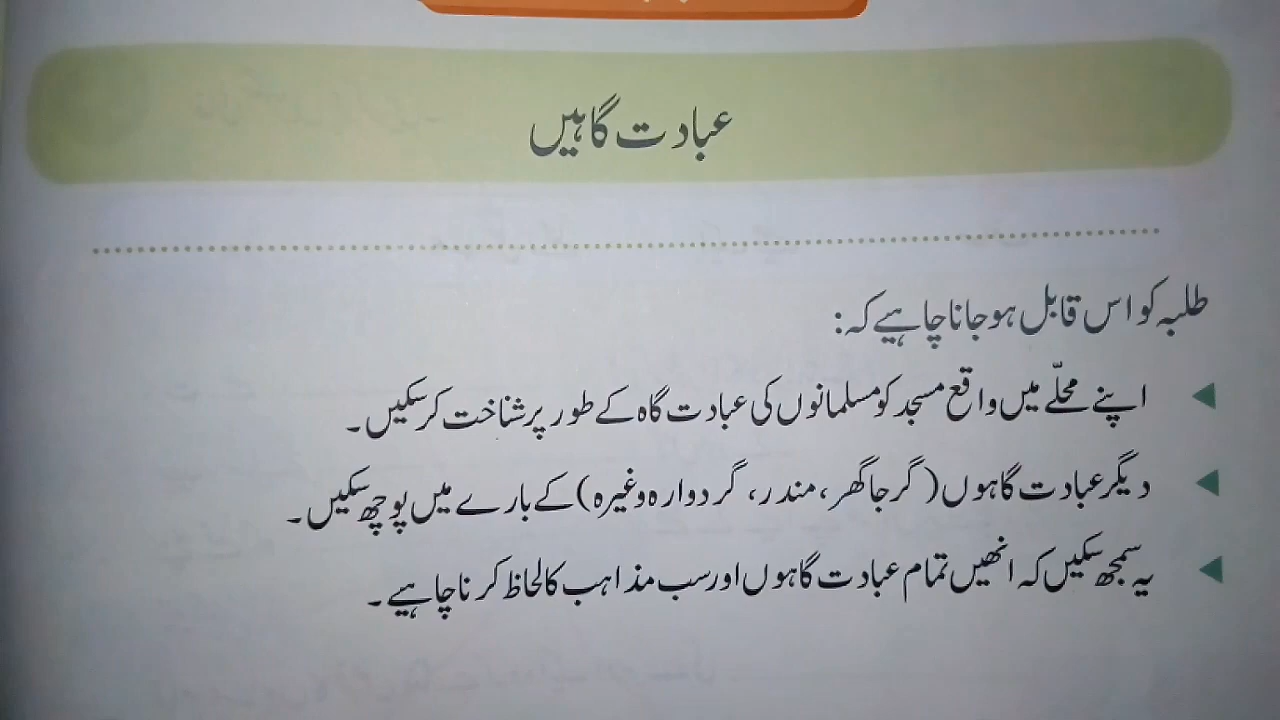 عبادت گاہیں
طلبہ کو اس قابل ہو جانا چاہیے کہ:
◀ اپنے محلّے میں واقع مسجد کو مسلمانوں کی عبادت گاہ کے طور پر شناخت کر سکیں۔
◀ دیگر عبادت گاہوں (گرجا گھر، مندر، گردوارہ وغیرہ) کے بارے میں پوچھ سکیں۔
◀ یہ سمجھ سکیں کہ انھیں تمام عبادت گاہوں اور سب مذاہب کا لحاظ کرنا چاہیے۔